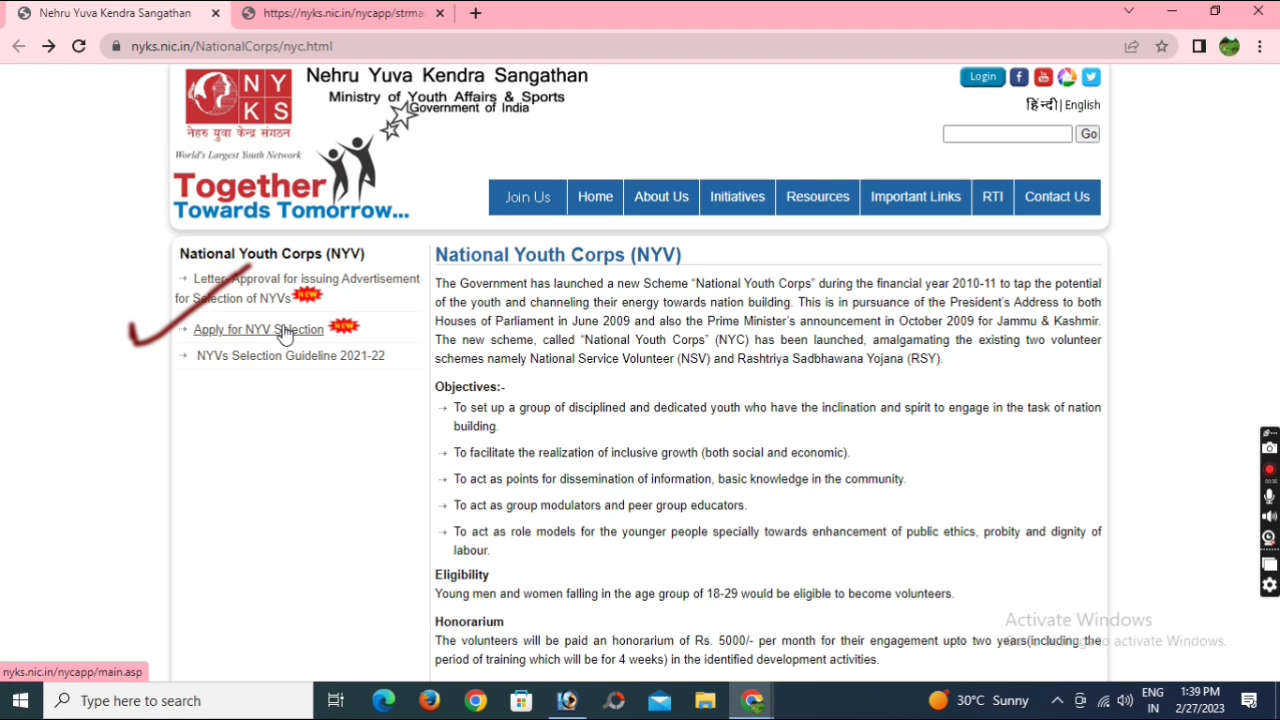 Nehru Yuva Kendra Sangathan
https://nyks.nic.in/nycapp/strma
nyks.nic.in/NationalCorps/nyc.html
NY
KS
नेहरू युवा केन्द्र संगठन
World's Largest Youth Network
Together
Towards Tomorrow...
Nehru Yuva Kendra Sangathan
Ministry of Youth Affairs & Sports
Government of India
Login
हिन्दी | English
Go
Join Us Home About Us Initiatives Resources Important Links RTI Contact Us
National Youth Corps (NYV)
Letter Approval for issuing Advertisement
for Selection of NYVs NEW
Apply for NYV Selection NEW
NYVs Selection Guideline 2021-22
National Youth Corps (NYV)
The Government has launched a new Scheme “National Youth Corps” during the financial year 2010-11 to tap the potential
of the youth and channeling their energy towards nation building. This is in pursuance of the President's Address to both
Houses of Parliament in June 2009 and also the Prime Minister's announcement in October 2009 for Jammu & Kashmir.
The new scheme, called “National Youth Corps” (NYC) has been launched, amalgamating the existing two volunteer
schemes namely National Service Volunteer (NSV) and Rashtriya Sadbhawana Yojana (RSY).
Objectives:-
To set up a group of disciplined and dedicated youth who have the inclination and spirit to engage in the task of nation
building.
To facilitate the realization of inclusive growth (both social and economic).
To act as points for dissemination of information, basic knowledge in the community.
To act as group modulators and peer group educators.
To act as role models for the younger people specially towards enhancement of public ethics, probity and dignity of
labour.
Eligibility
Young men and women falling in the age group of 18-29 would be eligible to become volunteers.
Honorarium
The volunteers will be paid an honorarium of Rs. 5000/- per month for their engagement upto two years(including the
period of training which will be for 4 weeks) in the identified development activities.
Activate Windows
to activate Windows.
nyks.nic.in/nycapp/main.asp
Type here to search
30°C Sunny
ENG
IN
1:39 PM
2/27/2023